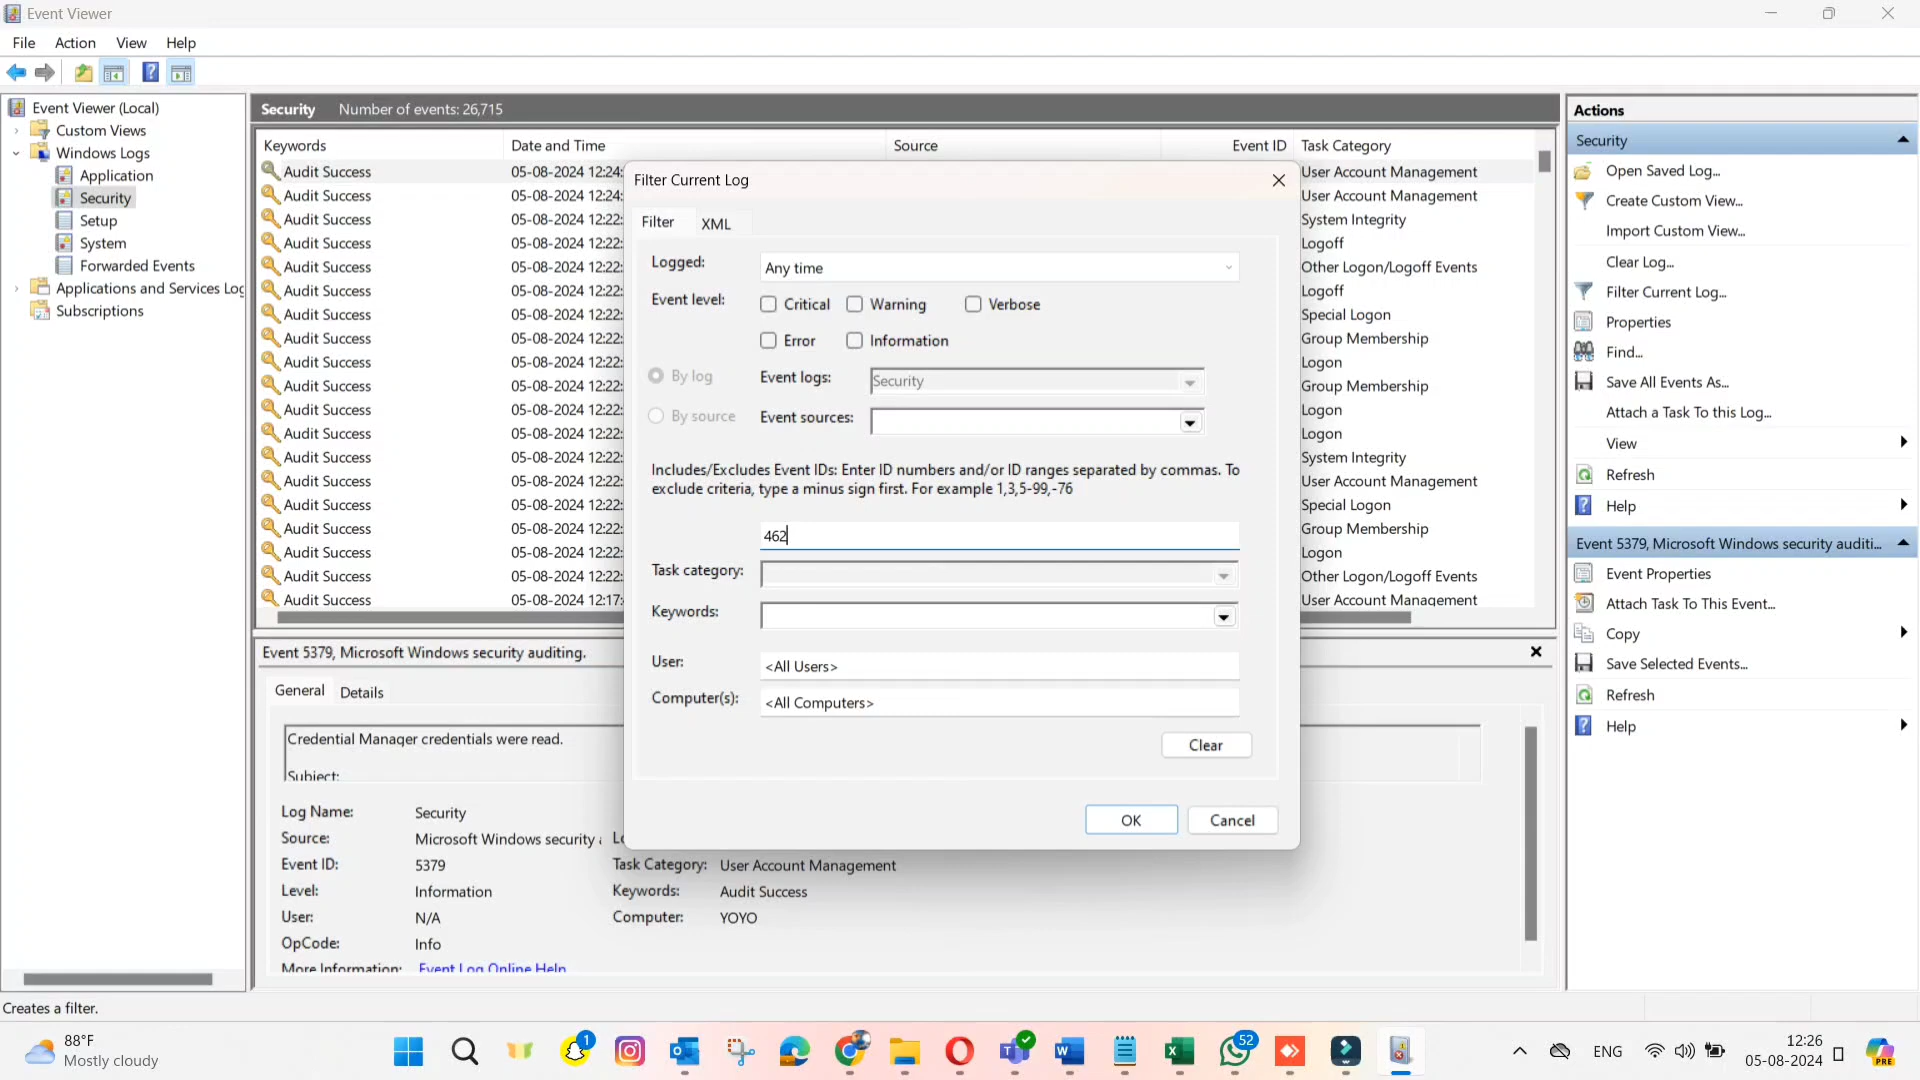 Event Viewer
File Action View Help
Event Viewer (Local)
Custom Views
Windows Logs
Application
Security
Setup
System
Forwarded Events
Applications and Services Log
Subscriptions
Security Number of events: 26,715
Keywords Date and Time Source Event ID Task Category
Audit Success 05-08-2024 12:24: User Account Management
Audit Success 05-08-2024 12:24: User Account Management
Audit Success 05-08-2024 12:22: System Integrity
Audit Success 05-08-2024 12:22: Logoff
Audit Success 05-08-2024 12:22: Other Logon/Logoff Events
Audit Success 05-08-2024 12:22: Logoff
Audit Success 05-08-2024 12:22: Special Logon
Audit Success 05-08-2024 12:22: Group Membership
Audit Success 05-08-2024 12:22: Logon
Audit Success 05-08-2024 12:22: Group Membership
Audit Success 05-08-2024 12:22: Logon
Audit Success 05-08-2024 12:22: Logon
Audit Success 05-08-2024 12:22: System Integrity
Audit Success 05-08-2024 12:22: User Account Management
Audit Success 05-08-2024 12:22: Special Logon
Audit Success 05-08-2024 12:22: Group Membership
Audit Success 05-08-2024 12:22: Logon
Audit Success 05-08-2024 12:22: Other Logon/Logoff Events
Audit Success 05-08-2024 12:17: User Account Management
Filter Current Log
Filter XML
Logged: Any time
Event level: Critical Warning Verbose
Error Information
By log Event logs: Security
By source Event sources:
Includes/Excludes Event IDs: Enter ID numbers and/or ID ranges separated by commas. To
exclude criteria, type a minus sign first. For example 1,3,5-99,-76
462
Task category:
Keywords:
User: <All Users>
Computer(s): <All Computers>
Clear
OK Cancel
Event 5379, Microsoft Windows security auditing.
General Details
Credential Manager credentials were read.
Subject:
Log Name: Security
Source: Microsoft Windows security
Event ID: 5379 Task Category: User Account Management
Level: Information Keywords: Audit Success
User: N/A Computer: YOYO
OpCode: Info
More Information: Event Log Online Help
Actions
Security
Open Saved Log...
Create Custom View...
Import Custom View...
Clear Log...
Filter Current Log...
Properties
Find...
Save All Events As...
Attach a Task To this Log...
View
Refresh
Help
Event 5379, Microsoft Windows security auditi...
Event Properties
Attach Task To This Event...
Copy
Save Selected Events...
Refresh
Help
Creates a filter.
88°F
Mostly cloudy
1
52
ENG
12:26
05-08-2024
PRE